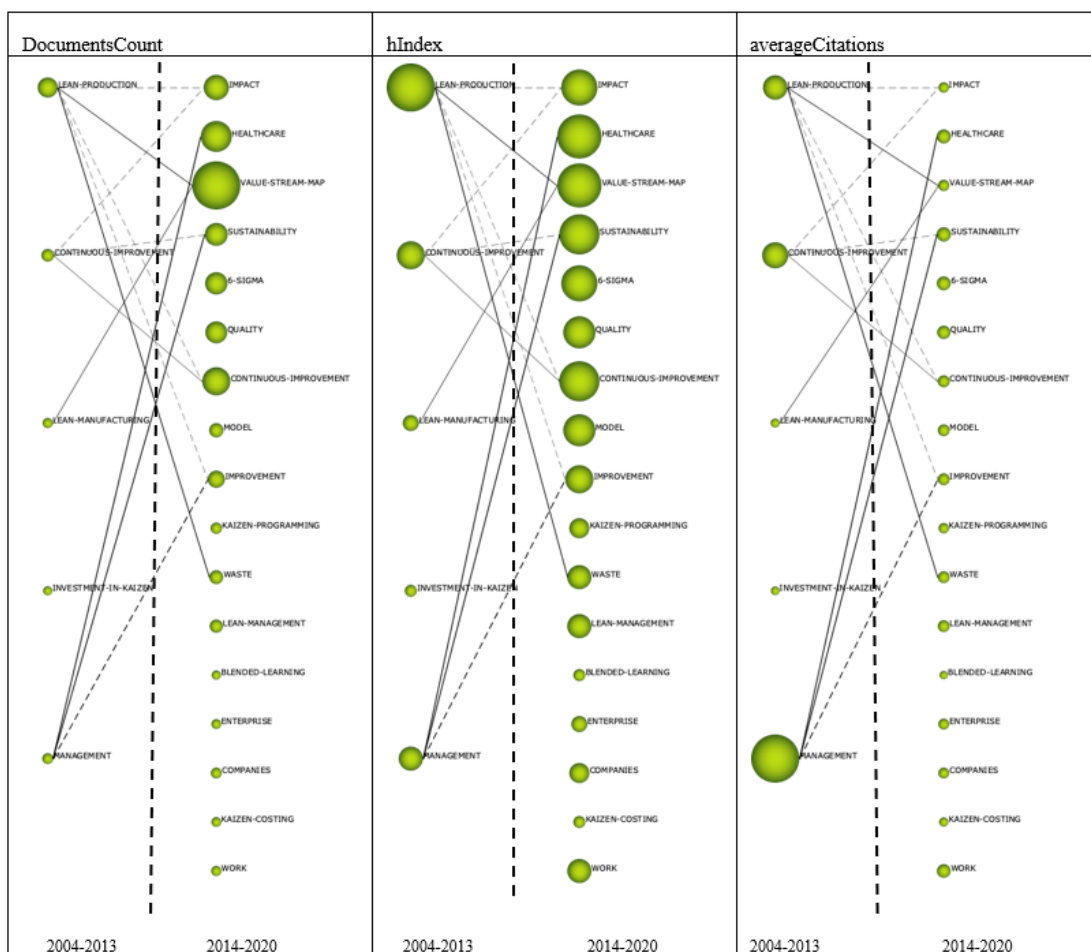 DocumentsCount
LEAN-PRODUCTION
IMPACT
HEALTHCARE
VALUE-STREAM-MAP
SUSTAINABILITY
CONTINUOUS-IMPROVEMENT
6-SIGMA
QUALITY
CONTINUOUS-IMPROVEMENT
LEAN-MANUFACTURING
MODEL
IMPROVEMENT
KAIZEN-PROGRAMMING
WASTE
INVESTMENT-IN-KAIZEN
LEAN-MANAGEMENT
BLENDED-LEARNING
ENTERPRISE
MANAGEMENT
COMPANIES
KAIZEN-COSTING
WORK
2004-2013
2014-2020
hIndex
LEAN-PRODUCTION
IMPACT
HEALTHCARE
VALUE-STREAM-MAP
SUSTAINABILITY
CONTINUOUS-IMPROVEMENT
6-SIGMA
QUALITY
CONTINUOUS-IMPROVEMENT
LEAN-MANUFACTURING
MODEL
IMPROVEMENT
KAIZEN-PROGRAMMING
WASTE
INVESTMENT-IN-KAIZEN
LEAN-MANAGEMENT
BLENDED-LEARNING
ENTERPRISE
MANAGEMENT
COMPANIES
KAIZEN-COSTING
WORK
2004-2013
2014-2020
averageCitations
LEAN-PRODUCTION
IMPACT
HEALTHCARE
VALUE-STREAM-MAP
SUSTAINABILITY
CONTINUOUS-IMPROVEMENT
6-SIGMA
QUALITY
CONTINUOUS-IMPROVEMENT
LEAN-MANUFACTURING
MODEL
IMPROVEMENT
KAIZEN-PROGRAMMING
WASTE
INVESTMENT-IN-KAIZEN
LEAN-MANAGEMENT
BLENDED-LEARNING
ENTERPRISE
MANAGEMENT
COMPANIES
KAIZEN-COSTING
WORK
2004-2013
2014-2020